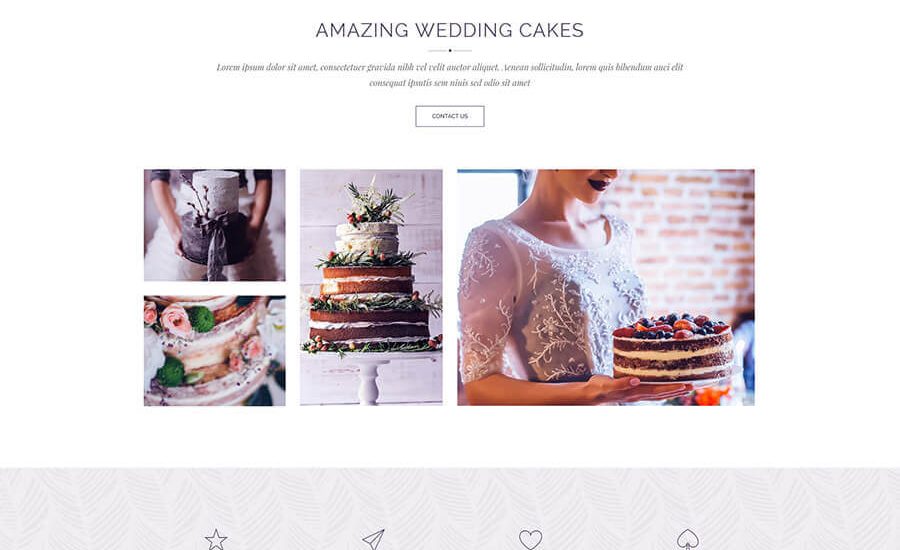 AMAZING WEDDING CAKES
Lorem ipsum dolor sit amet, consectetuer gravida nibh vel velit auctor aliquet. Aenean sollicitudin, lorem quis bibendum auci elit
consequat ipsutis sem niuis sed odio sit amet
CONTACT US